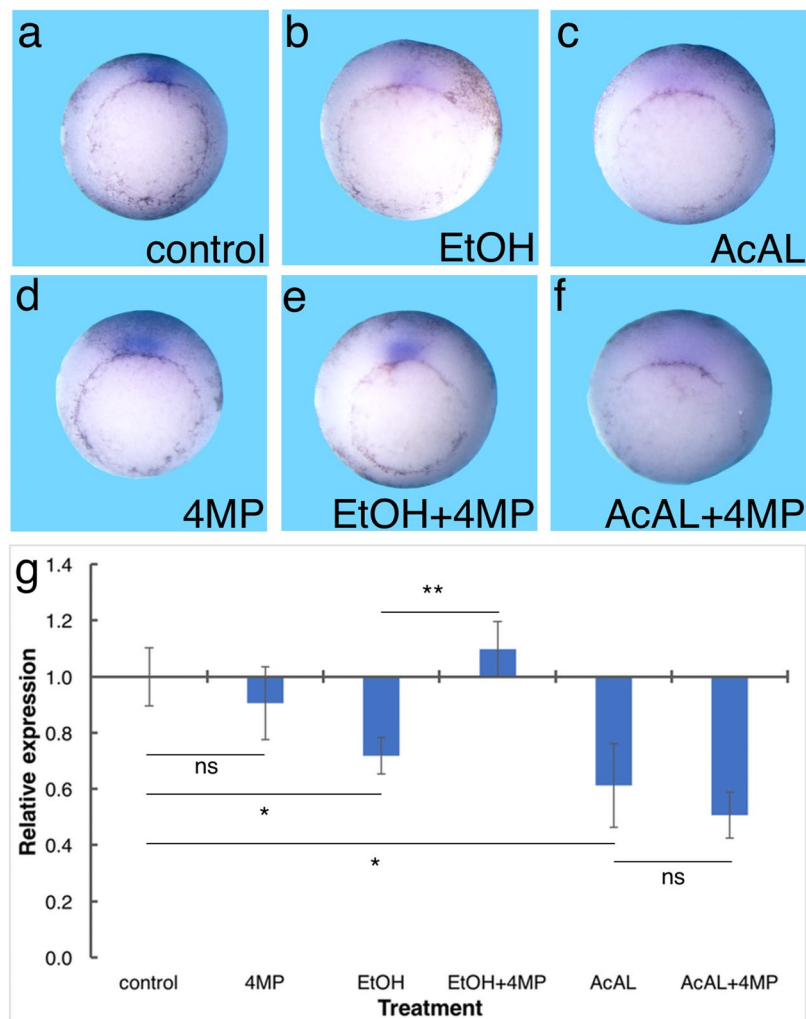 a
b
c
control
EtOH
AcAL
d
e
f
4MP
EtOH+4MP
AcAL+4MP
g
1.4
1.2
1.0
0.8
0.6
0.4
0.2
0.0
Relative expression
**
ns
*
*
ns
control
4MP
EtOH
EtOH+4MP
AcAL
AcAL+4MP
Treatment